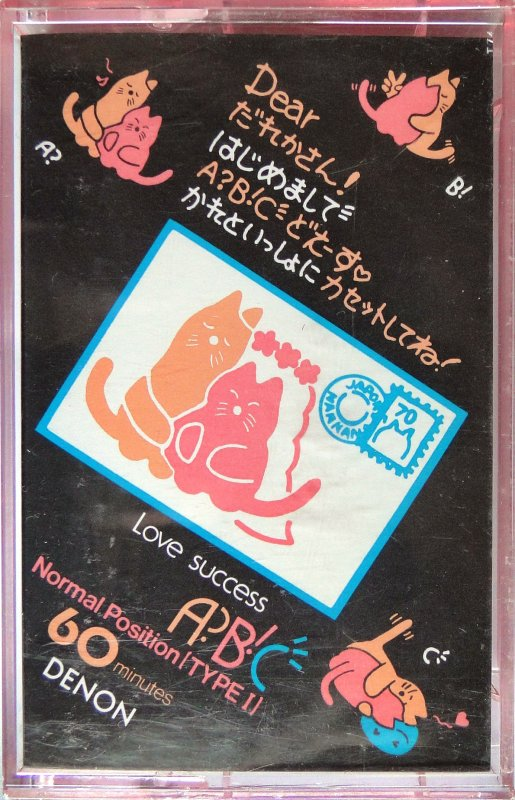 A?
B!
Dear
だれかさん!
はじめまして
A?B!C どえーす♡
かれといっしょに カセットしてね!
JAPON
70
Love success
A?B!C
Normal Position/TYPE I
60 minutes
DENON
C